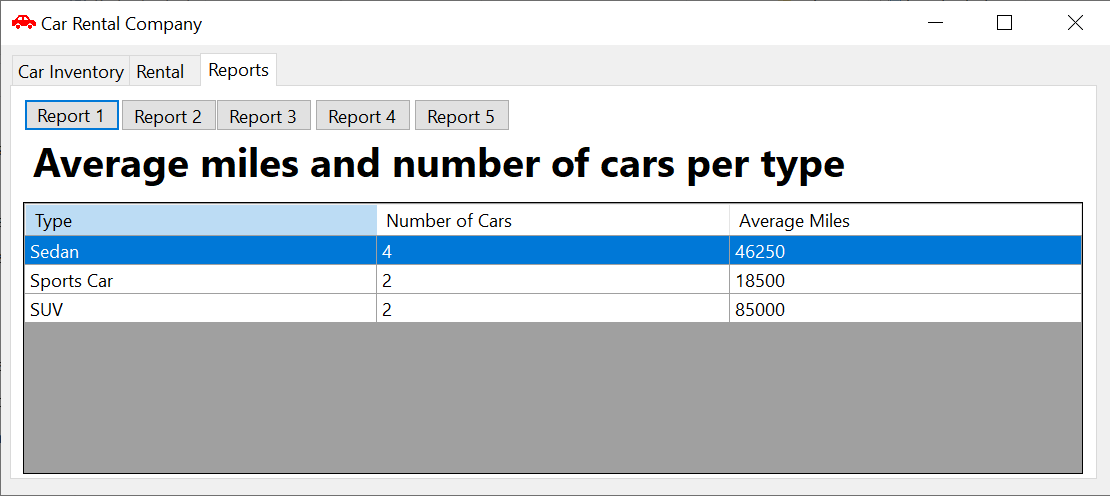 Car Rental Company
Car Inventory Rental Reports
Report 1 Report 2 Report 3 Report 4 Report 5
Average miles and number of cars per type
Type Number of Cars Average Miles
Sedan 4 46250
Sports Car 2 18500
SUV 2 85000